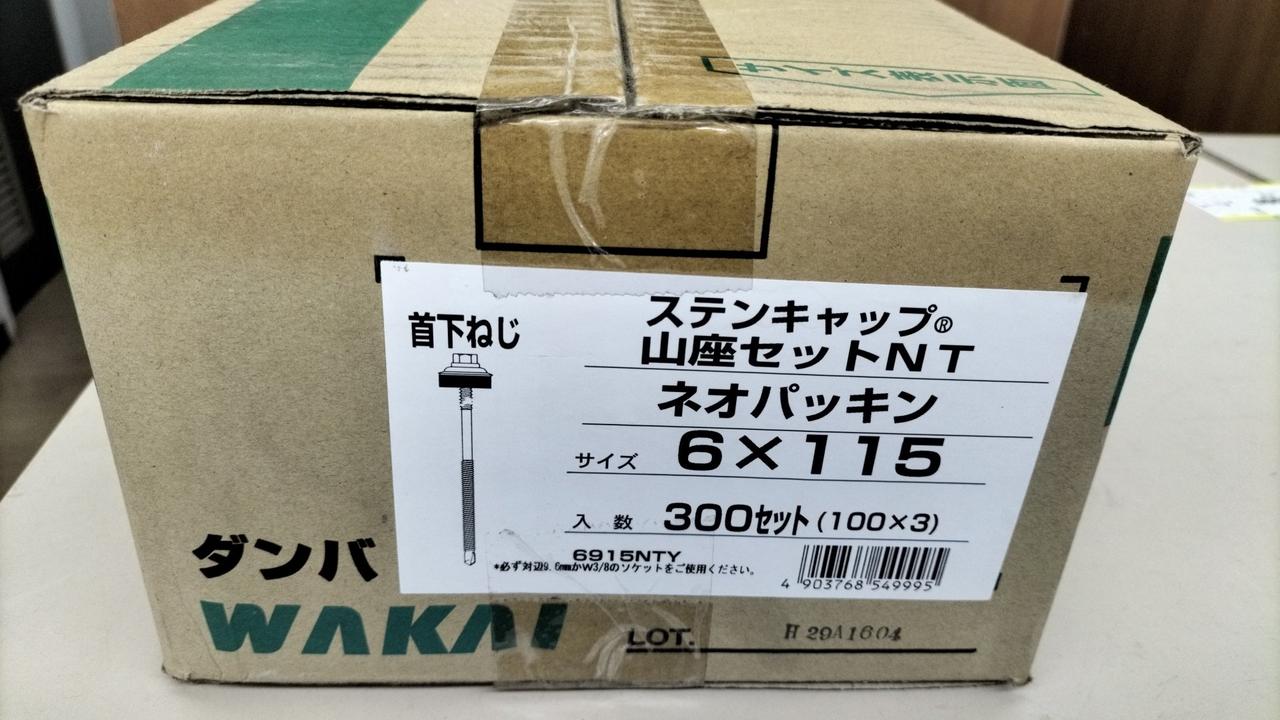 首下ねじ
ステンキャップ®
山座セットNT
ネオパッキン
サイズ 6×115
入数 300セット(100×3)
6915NTY
*必ず対辺9.6mmかW3/8のソケットをご使用ください。
4 903768 549995
ダンバ
WAKAI
LOT. H29A1604